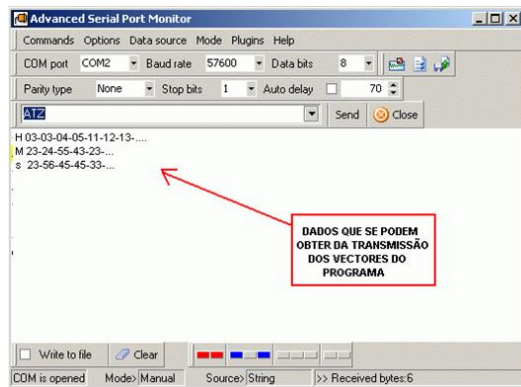 Advanced Serial Port Monitor
Commands Options Data source Mode Plugins Help
COM port COM2 Baud rate 57600 Data bits 8
Parity type None Stop bits 1 Auto delay 70
ATZ Send Close
H 03-03-04-05-11-12-13-....
M 23-24-55-43-23-...
s 23-56-45-45-33-...
DADOS QUE SE PODEM
OBTER DA TRANSMISSÃO
DOS VECTORES DO
PROGRAMA
Write to file Clear
COM is opened Mode> Manual Source> String >> Received bytes:6